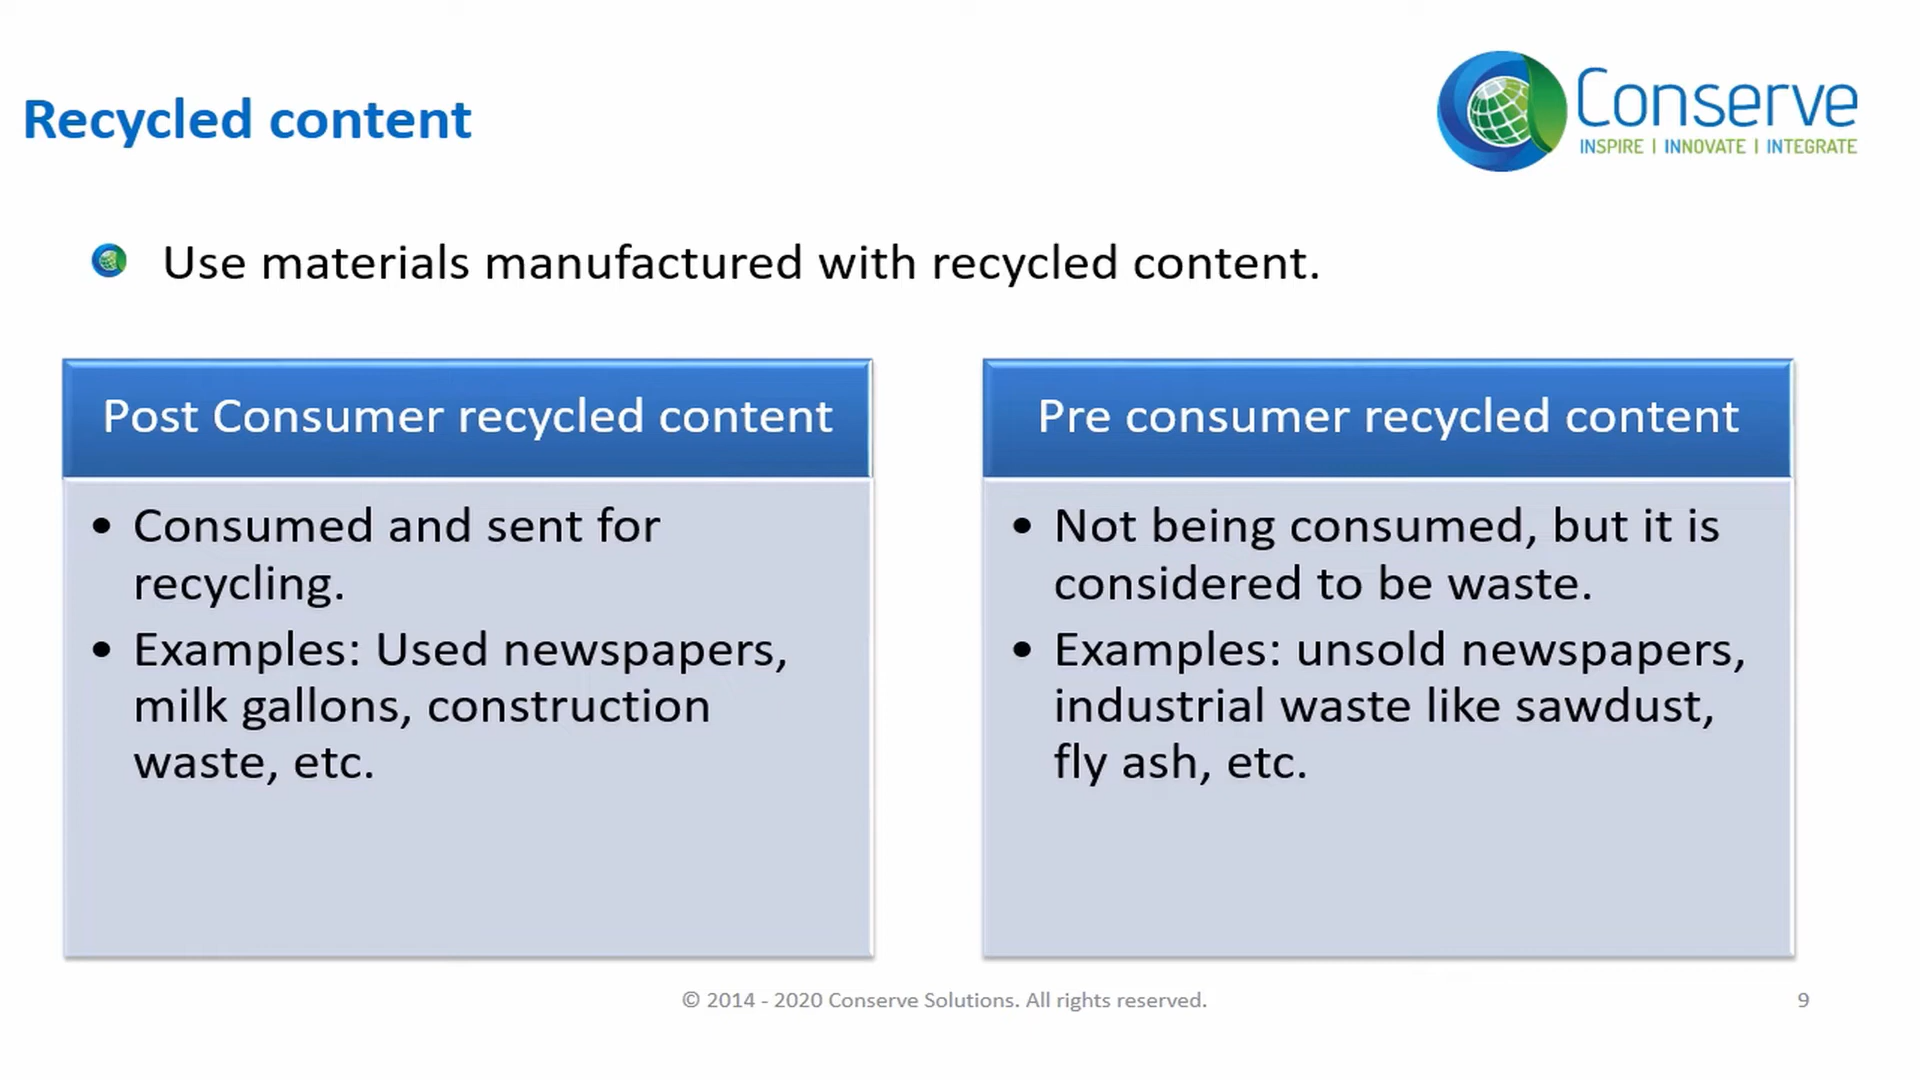 Recycled content
Conserve
INSPIRE | INNOVATE | INTEGRATE
Use materials manufactured with recycled content.
Post Consumer recycled content
• Consumed and sent for
recycling.
• Examples: Used newspapers,
milk gallons, construction
waste, etc.
Pre consumer recycled content
• Not being consumed, but it is
considered to be waste.
• Examples: unsold newspapers,
industrial waste like sawdust,
fly ash, etc.
© 2014 - 2020 Conserve Solutions. All rights reserved.
9